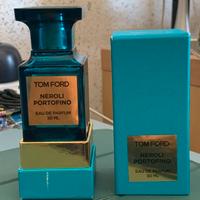 TOM FORD
NEROLI
PORTOFINO
EAU DE PARFUM
50 ML
TOM FORD
NEROLI
PORTOFINO
EAU DE PARFUM
50 ML